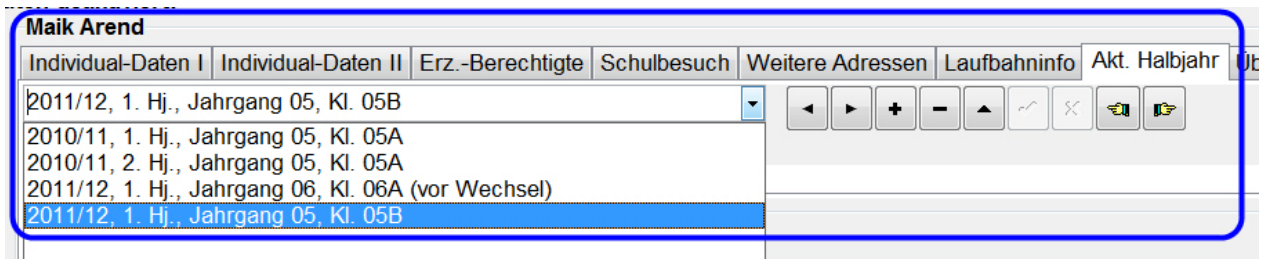 Maik Arend
Individual-Daten I Individual-Daten II Erz.-Berechtigte Schulbesuch Weitere Adressen Laufbahninfo Akt. Halbjahr Üb
2011/12, 1. Hj., Jahrgang 05, Kl. 05B
2010/11, 1. Hj., Jahrgang 05, Kl. 05A
2010/11, 2. Hj., Jahrgang 05, Kl. 05A
2011/12, 1. Hj., Jahrgang 06, Kl. 06A (vor Wechsel)
2011/12, 1. Hj., Jahrgang 05, Kl. 05B